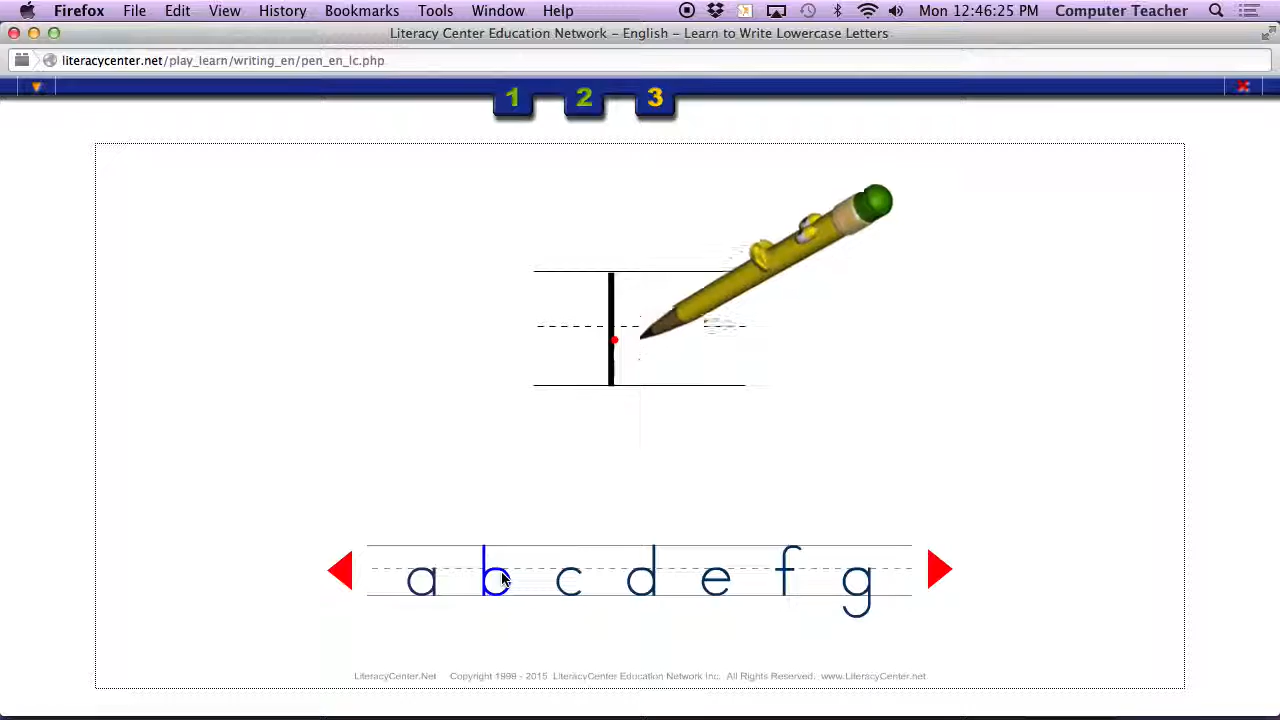 Firefox File Edit View History Bookmarks Tools Window Help Mon 12:46:25 PM Computer Teacher
Literacy Center Education Network – English – Learn to Write Lowercase Letters
literacycenter.net/play_learn/writing_en/pen_en_lc.php
1 2 3
a b c d e f g
LiteracyCenter.Net Copyright 1999 - 2015 LiteracyCenter Education Network Inc. All Rights Reserved. www.LiteracyCenter.net